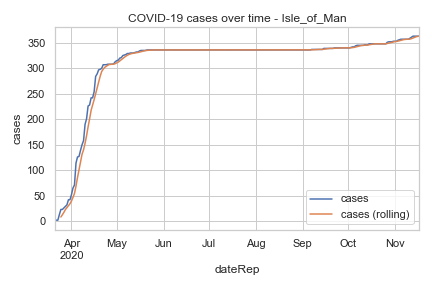 COVID-19 cases over time - Isle_of_Man
cases
350
300
250
200
150
100
50
0
cases
cases (rolling)
Apr May Jun Jul Aug Sep Oct Nov
2020
dateRep